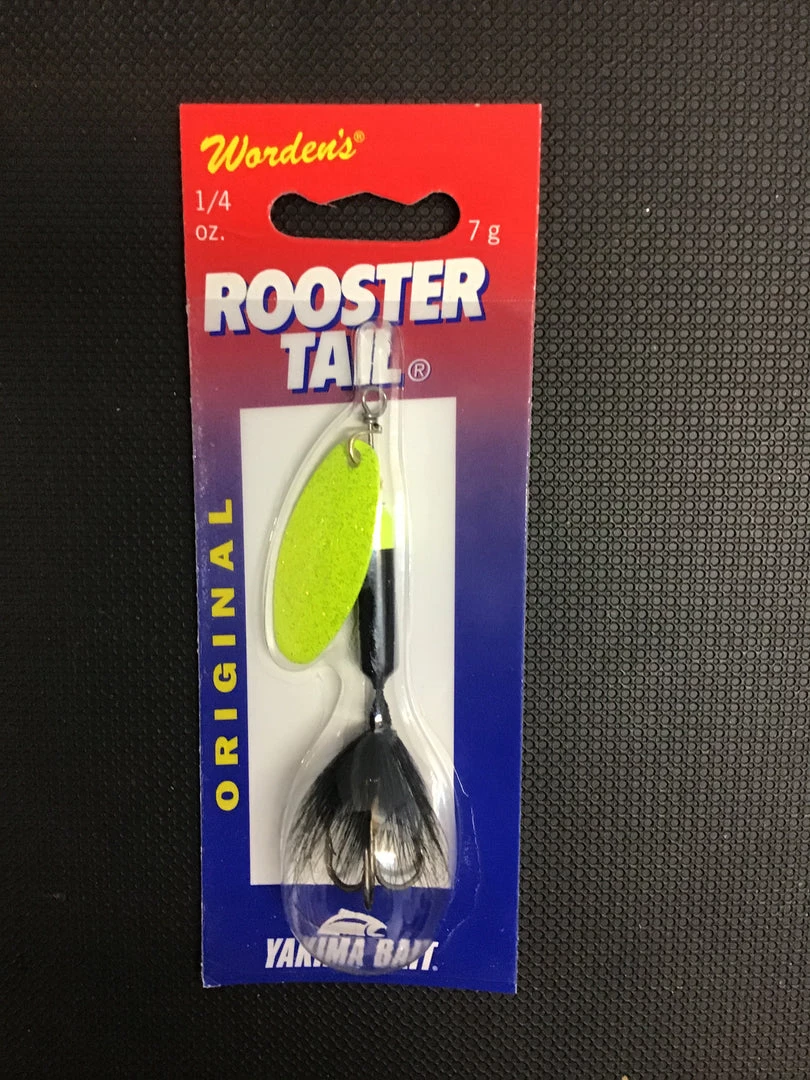 Worden's®
1/4
oz.
7 g
ROOSTER
TAIL®
ORIGINAL
YAKIMA BAIT.